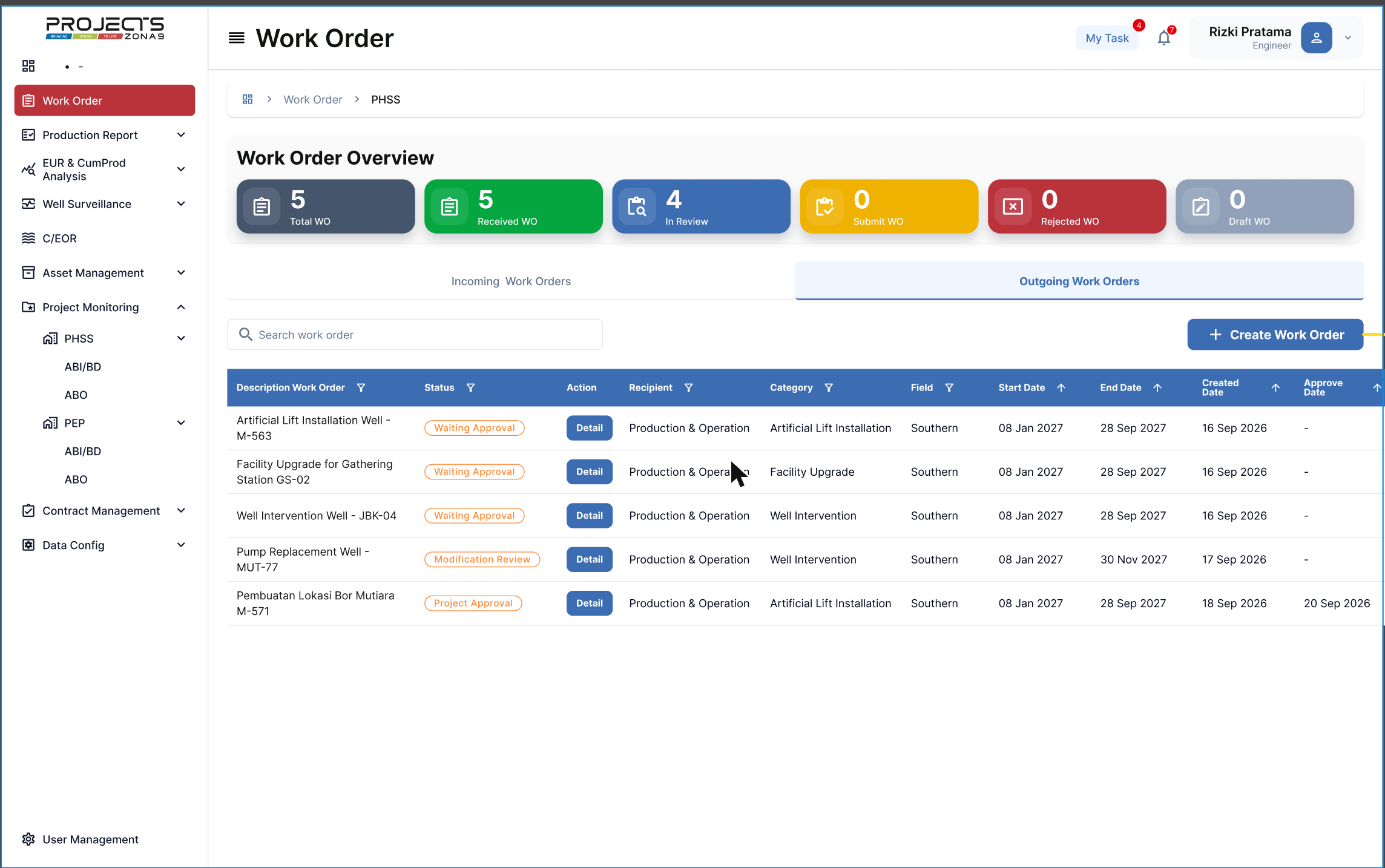 PROJECTS
ZONA9
Work Order
My Task
4
7
Rizki Pratama
Engineer
-
Work Order
Production Report
EUR & CumProd
Analysis
Well Surveillance
C/EOR
Asset Management
Project Monitoring
PHSS
ABI/BD
ABO
PEP
ABI/BD
ABO
Contract Management
Data Config
User Management
Work Order > PHSS
Work Order Overview
5
Total WO
5
Received WO
4
In Review
0
Submit WO
0
Rejected WO
0
Draft WO
Incoming Work Orders
Outgoing Work Orders
Search work order
+ Create Work Order
Description Work Order Status Action Recipient Category Field Start Date End Date Created Date Approve Date
Artificial Lift Installation Well -
M-563
Waiting Approval Detail Production & Operation Artificial Lift Installation Southern 08 Jan 2027 28 Sep 2027 16 Sep 2026 -
Facility Upgrade for Gathering
Station GS-02
Waiting Approval Detail Production & Operation Facility Upgrade Southern 08 Jan 2027 28 Sep 2027 16 Sep 2026 -
Well Intervention Well - JBK-04 Waiting Approval Detail Production & Operation Well Intervention Southern 08 Jan 2027 28 Sep 2027 16 Sep 2026 -
Pump Replacement Well -
MUT-77
Modification Review Detail Production & Operation Well Intervention Southern 08 Jan 2027 30 Nov 2027 17 Sep 2026 -
Pembuatan Lokasi Bor Mutiara
M-571
Project Approval Detail Production & Operation Artificial Lift Installation Southern 08 Jan 2027 28 Sep 2027 18 Sep 2026 20 Sep 2026